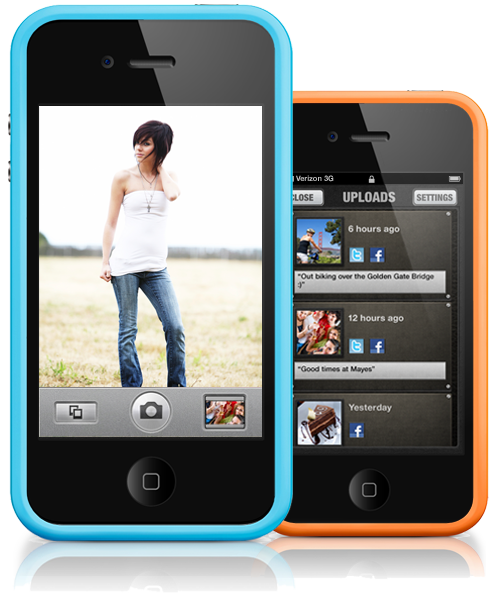 Verizon 3G
CLOSE
UPLOADS
SETTINGS
6 hours ago
"Out biking over the Golden Gate Bridge
:)"
12 hours ago
"Good times at Mayes"
Yesterday